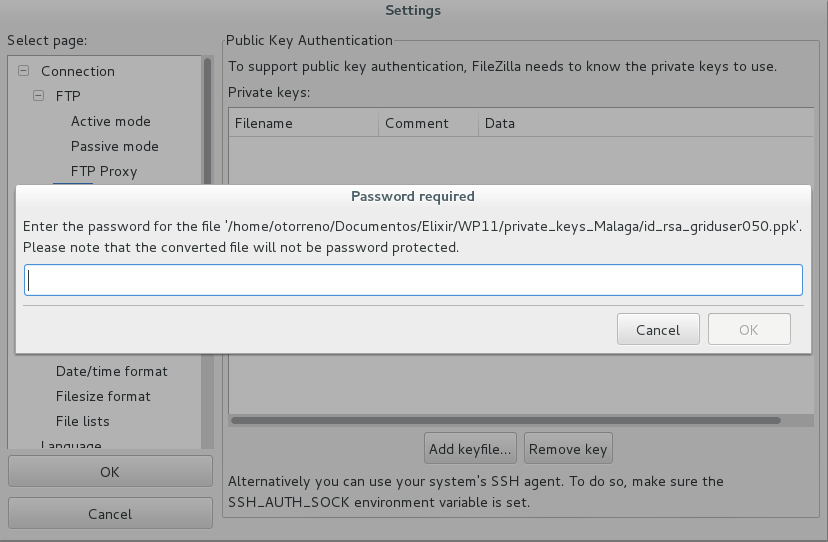 Settings
Select page:
Connection
FTP
Active mode
Passive mode
FTP Proxy
Public Key Authentication
To support public key authentication, FileZilla needs to know the private keys to use.
Private keys:
Filename Comment Data
Password required
Enter the password for the file '/home/otorreno/Documentos/Elixir/WP11/private_keys_Malaga/id_rsa_griduser050.ppk'.
Please note that the converted file will not be password protected.
Cancel OK
Date/time format
Filesize format
File lists
Language
OK
Cancel
Add keyfile... Remove key
Alternatively you can use your system's SSH agent. To do so, make sure the
SSH_AUTH_SOCK environment variable is set.